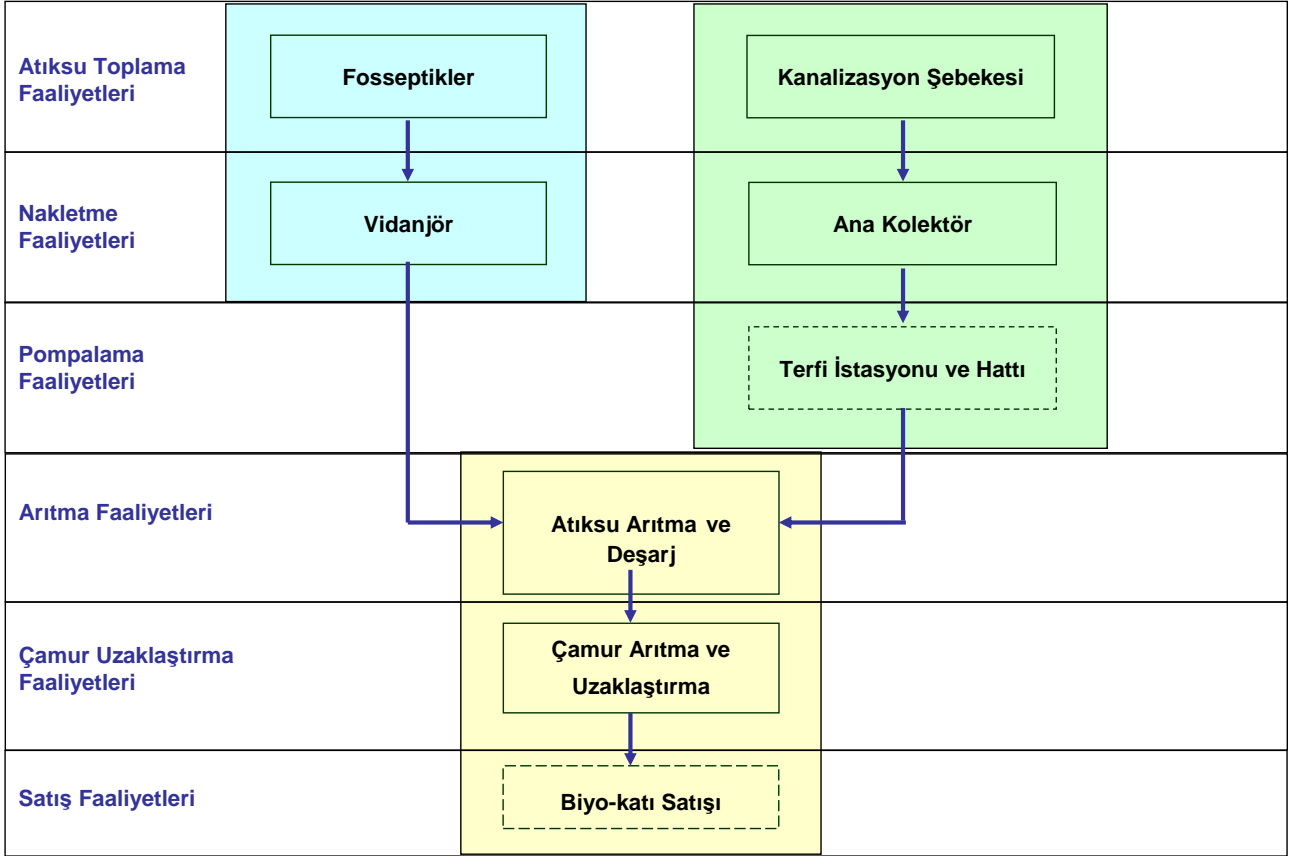 Atıksu Toplama
Faaliyetleri
Fosseptikler
Kanalizasyon Şebekesi
Nakletme
Faaliyetleri
Vidanjör
Ana Kolektör
Pompalama
Faaliyetleri
Terfi İstasyonu ve Hattı
Arıtma Faaliyetleri
Atıksu Arıtma ve
Deşarj
Çamur Uzaklaştırma
Faaliyetleri
Çamur Arıtma ve
Uzaklaştırma
Satış Faaliyetleri
Biyo-katı Satışı